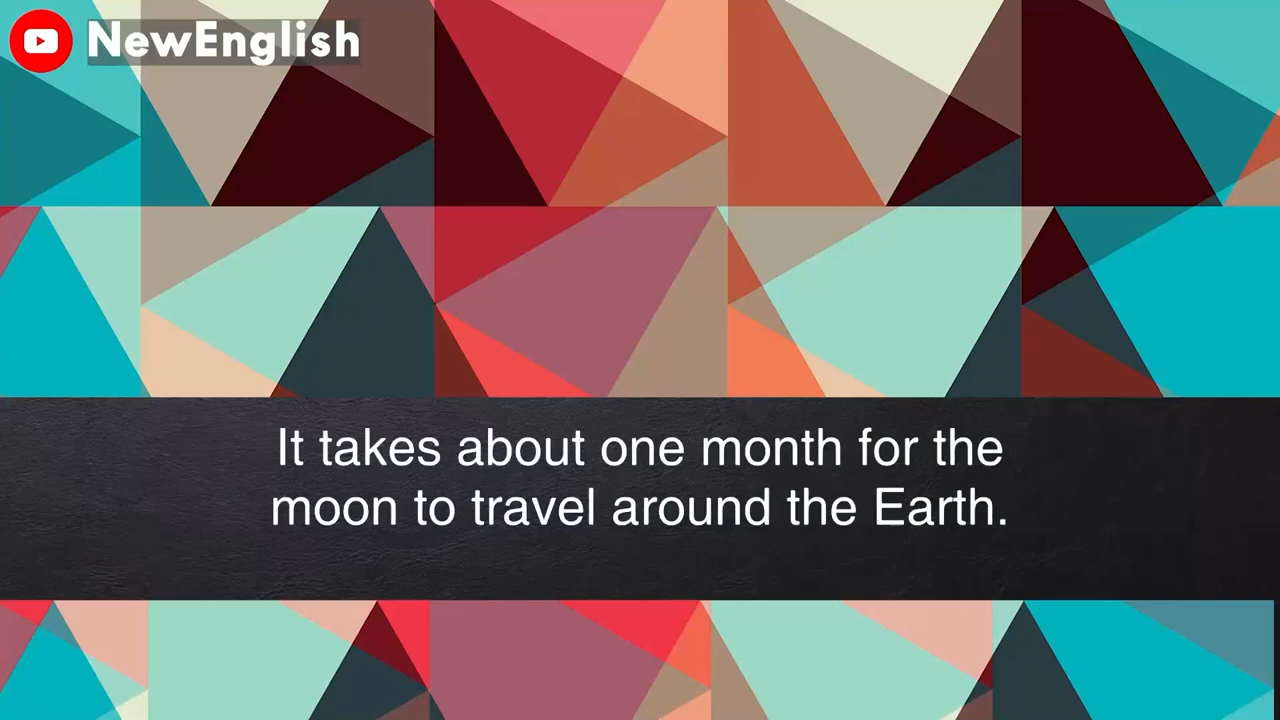 NewEnglish
It takes about one month for the
moon to travel around the Earth.